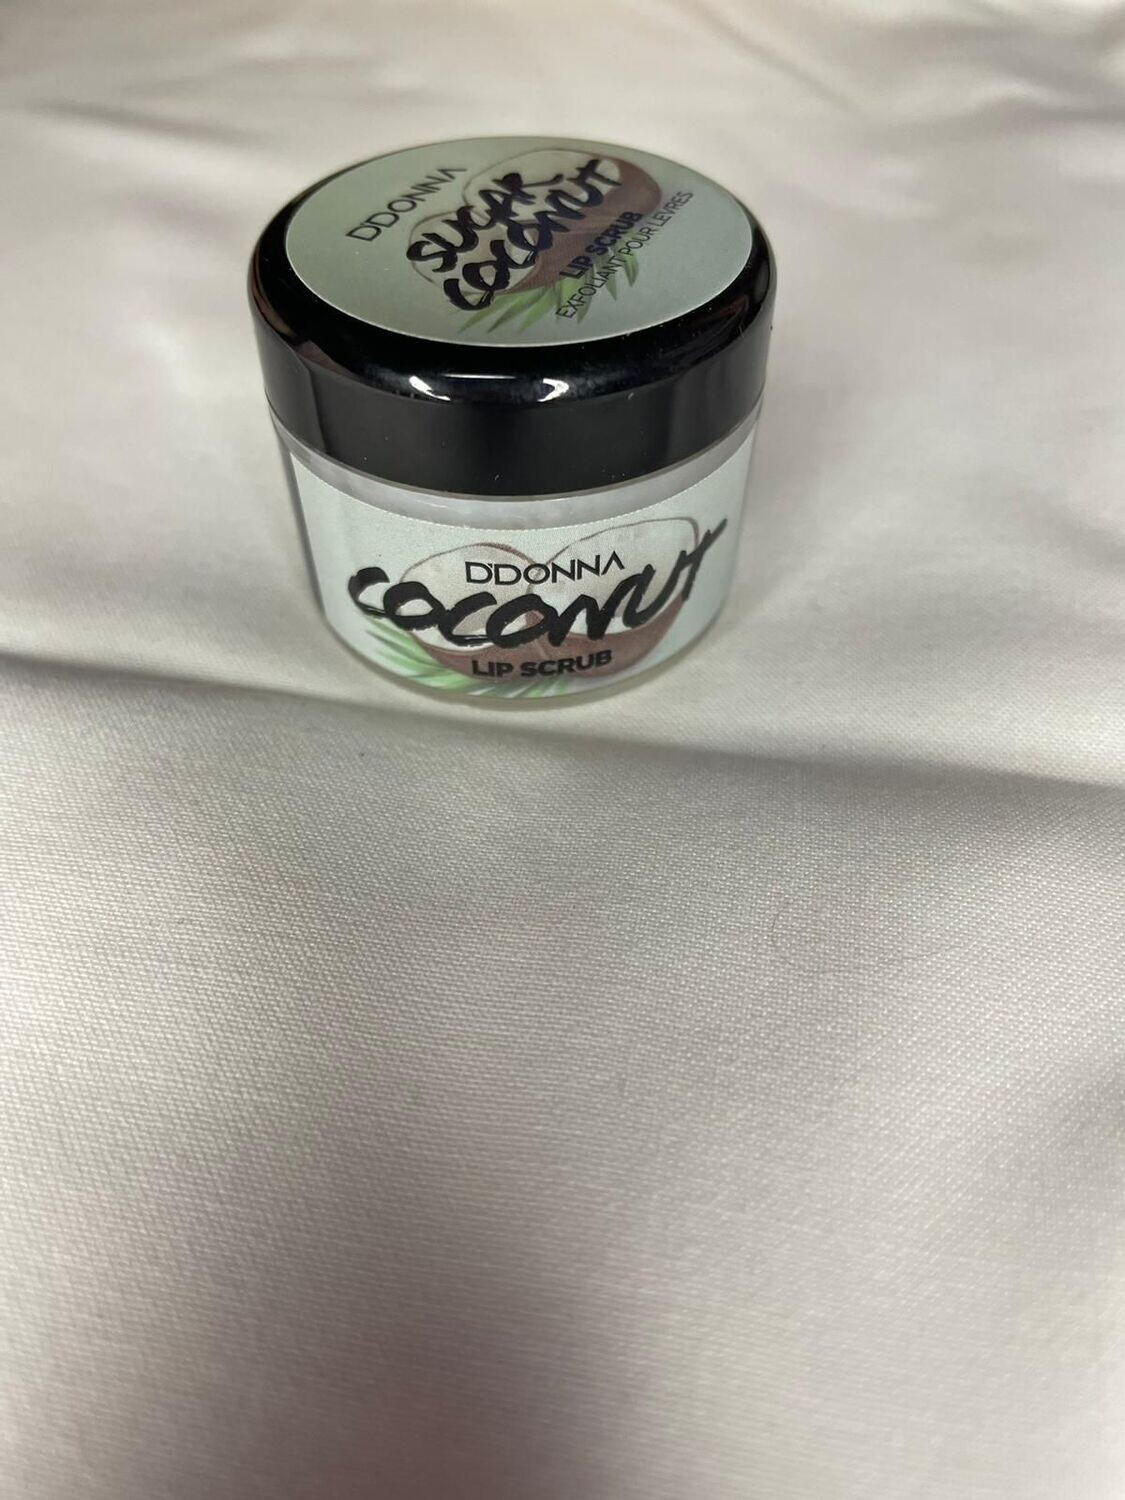 D'DONNA
SUGAR
COCONUT
LIP SCRUB
EXFOLIANT POUR LEVRES
D'DONNA
COCONUT
LIP SCRUB